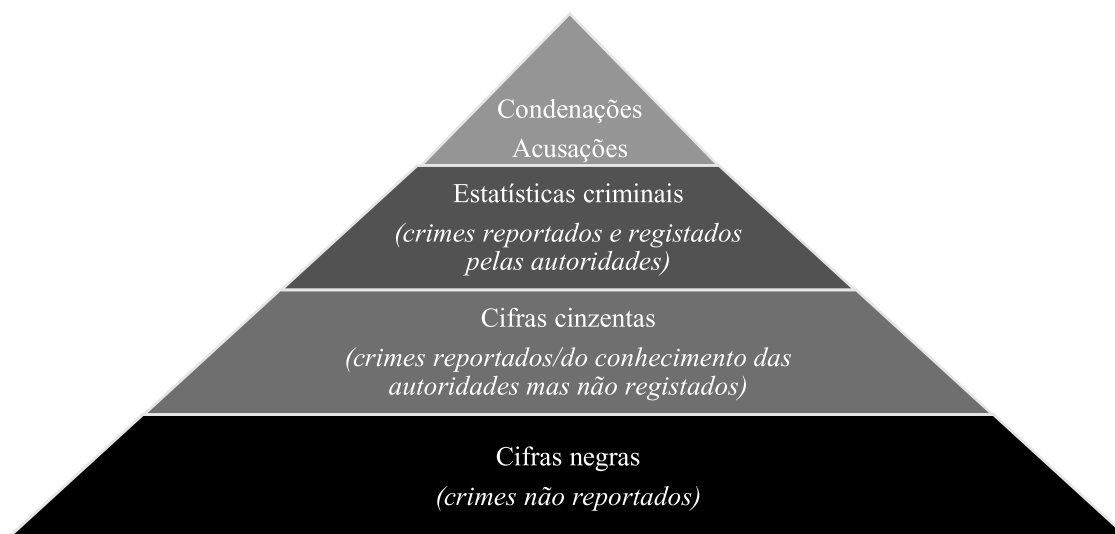 Condenações
Acusações
Estatísticas criminais
(crimes reportados e registados
pelas autoridades)
Cifras cinzentas
(crimes reportados/do conhecimento das
autoridades mas não registados)
Cifras negras
(crimes não reportados)